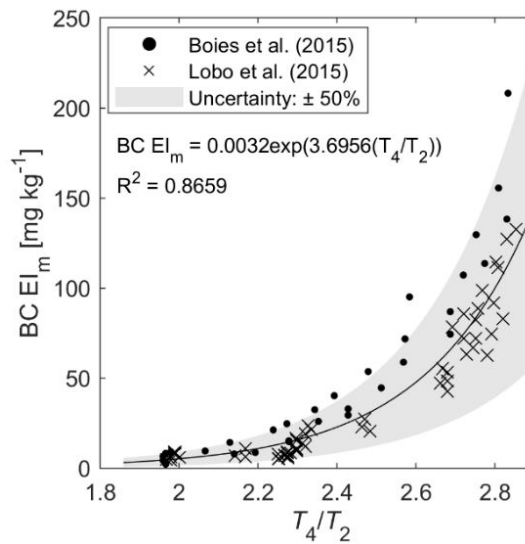 250
200
150
100
50
0
BC EIₘ [mg kg⁻¹]
Boies et al. (2015)
Lobo et al. (2015)
Uncertainty: ± 50%
BC EIₘ = 0.0032exp(3.6956(T₄/T₂))
R² = 0.8659
1.8 2 2.2 2.4 2.6 2.8
T₄/T₂